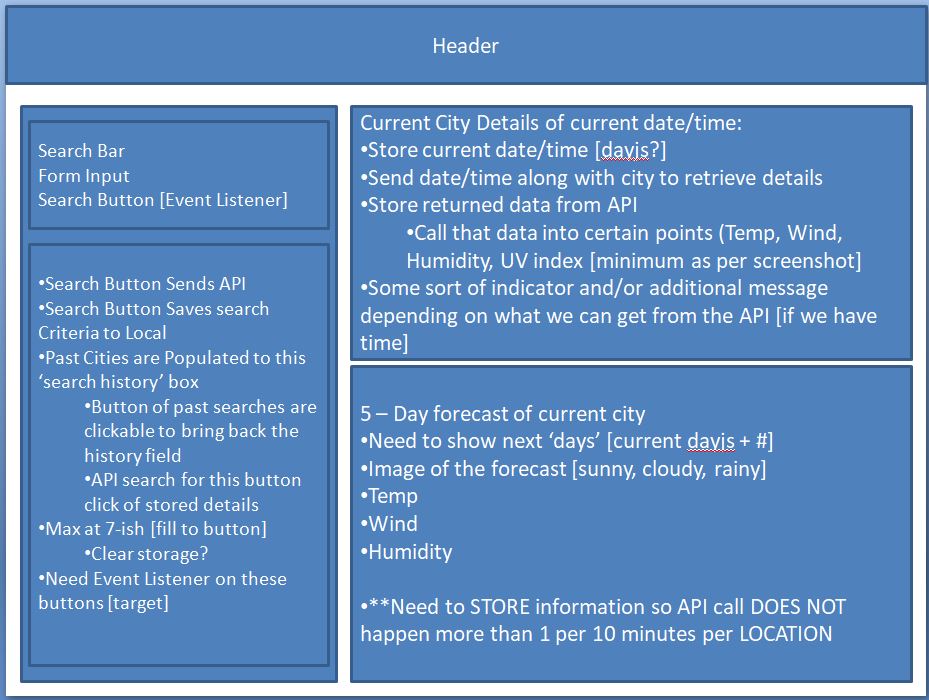 Header
Search Bar
Form Input
Search Button [Event Listener]
•Search Button Sends API
•Search Button Saves search
Criteria to Local
•Past Cities are Populated to this
‘search history’ box
•Button of past searches are
clickable to bring back the
history field
•API search for this button
click of stored details
•Max at 7-ish [fill to button]
•Clear storage?
•Need Event Listener on these
buttons [target]
Current City Details of current date/time:
•Store current date/time [dayjs?]
•Send date/time along with city to retrieve details
•Store returned data from API
•Call that data into certain points (Temp, Wind,
Humidity, UV index [minimum as per screenshot]
•Some sort of indicator and/or additional message
depending on what we can get from the API [if we have
time]
5 – Day forecast of current city
•Need to show next ‘days’ [current dayjs + #]
•Image of the forecast [sunny, cloudy, rainy]
•Temp
•Wind
•Humidity
•**Need to STORE information so API call DOES NOT
happen more than 1 per 10 minutes per LOCATION